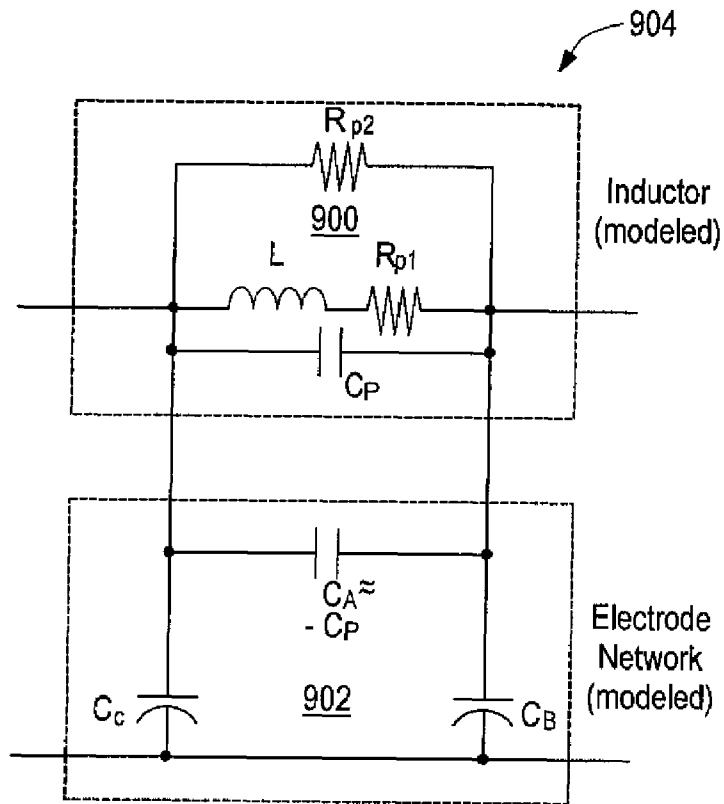 904
Rp2
900
Inductor
(modeled)
L
Rp1
CP
CA≈
- CP
Electrode
Network
(modeled)
Cc
902
CB